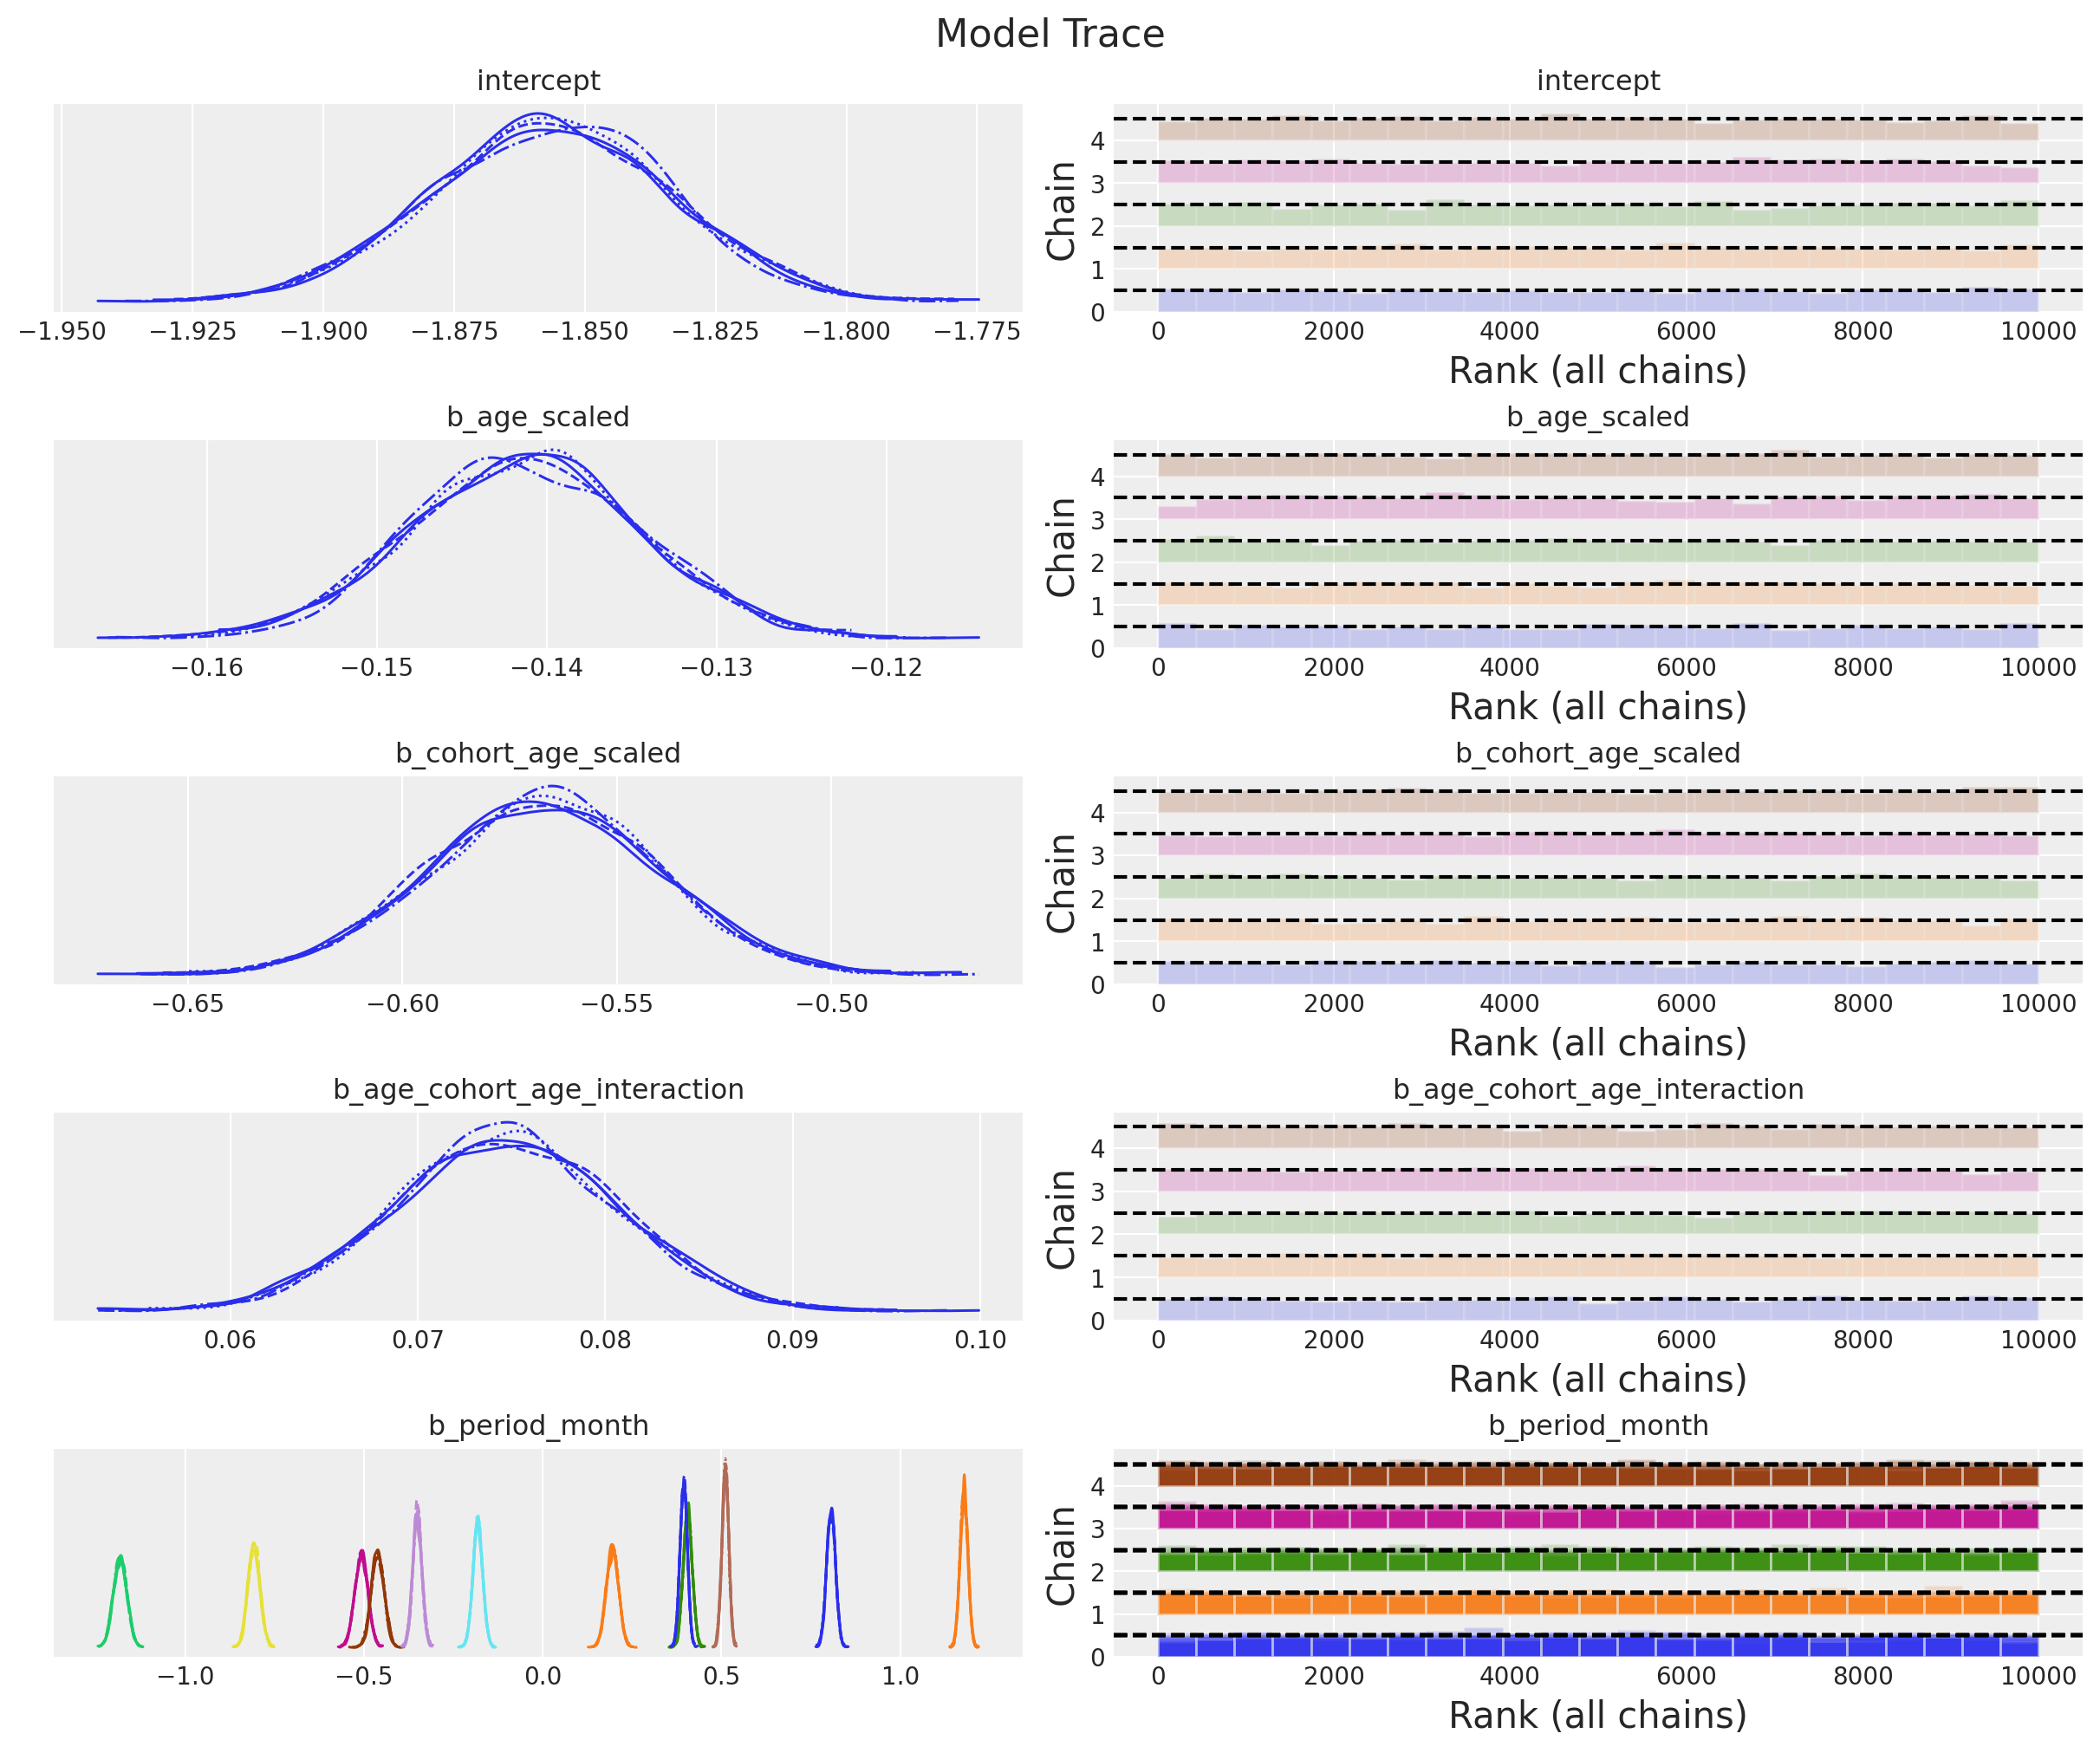 Model Trace
intercept
−1.950 −1.925 −1.900 −1.875 −1.850 −1.825 −1.800 −1.775
intercept
Chain
4
3
2
1
0
0 2000 4000 6000 8000 10000
Rank (all chains)
b_age_scaled
−0.16 −0.15 −0.14 −0.13 −0.12
b_age_scaled
Chain
4
3
2
1
0
0 2000 4000 6000 8000 10000
Rank (all chains)
b_cohort_age_scaled
−0.65 −0.60 −0.55 −0.50
b_cohort_age_scaled
Chain
4
3
2
1
0
0 2000 4000 6000 8000 10000
Rank (all chains)
b_age_cohort_age_interaction
0.06 0.07 0.08 0.09 0.10
b_age_cohort_age_interaction
Chain
4
3
2
1
0
0 2000 4000 6000 8000 10000
Rank (all chains)
b_period_month
−1.0 −0.5 0.0 0.5 1.0
b_period_month
Chain
4
3
2
1
0
0 2000 4000 6000 8000 10000
Rank (all chains)